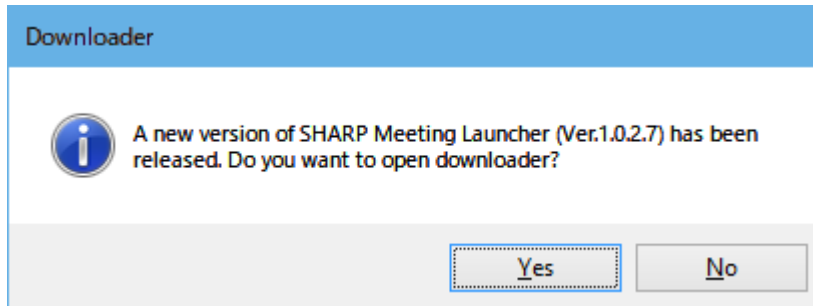 Downloader
A new version of SHARP Meeting Launcher (Ver.1.0.2.7) has been
released. Do you want to open downloader?
Yes
No